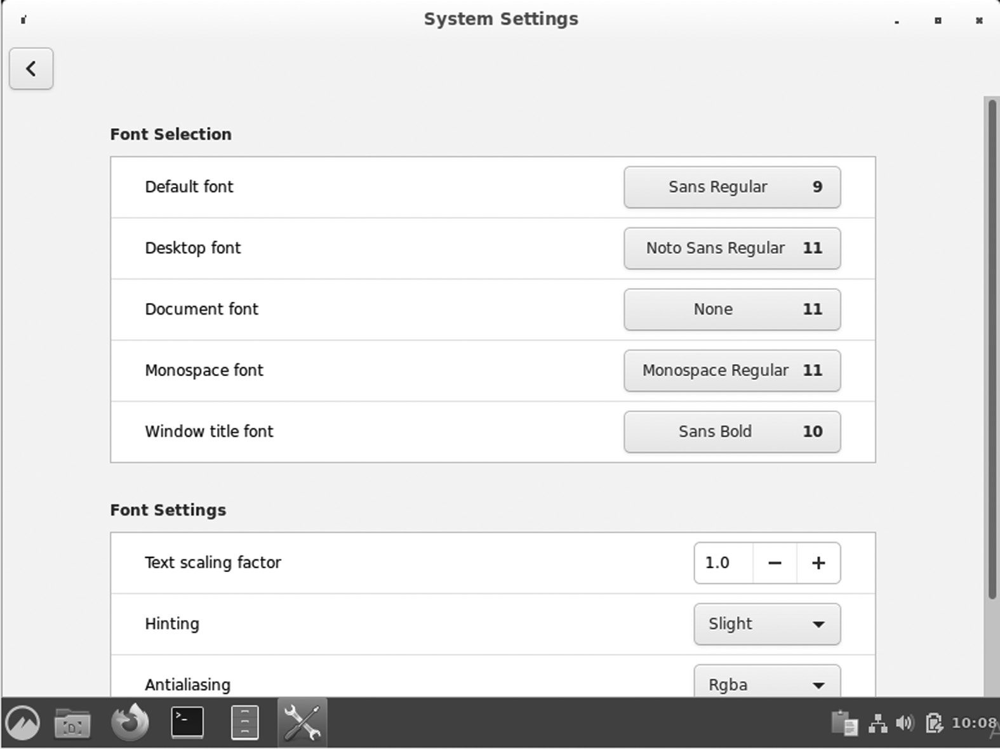 System Settings
Font Selection
Default font Sans Regular 9
Desktop font Noto Sans Regular 11
Document font None 11
Monospace font Monospace Regular 11
Window title font Sans Bold 10
Font Settings
Text scaling factor 1.0 − +
Hinting Slight
Antialiasing Rgba
>_ 10:08